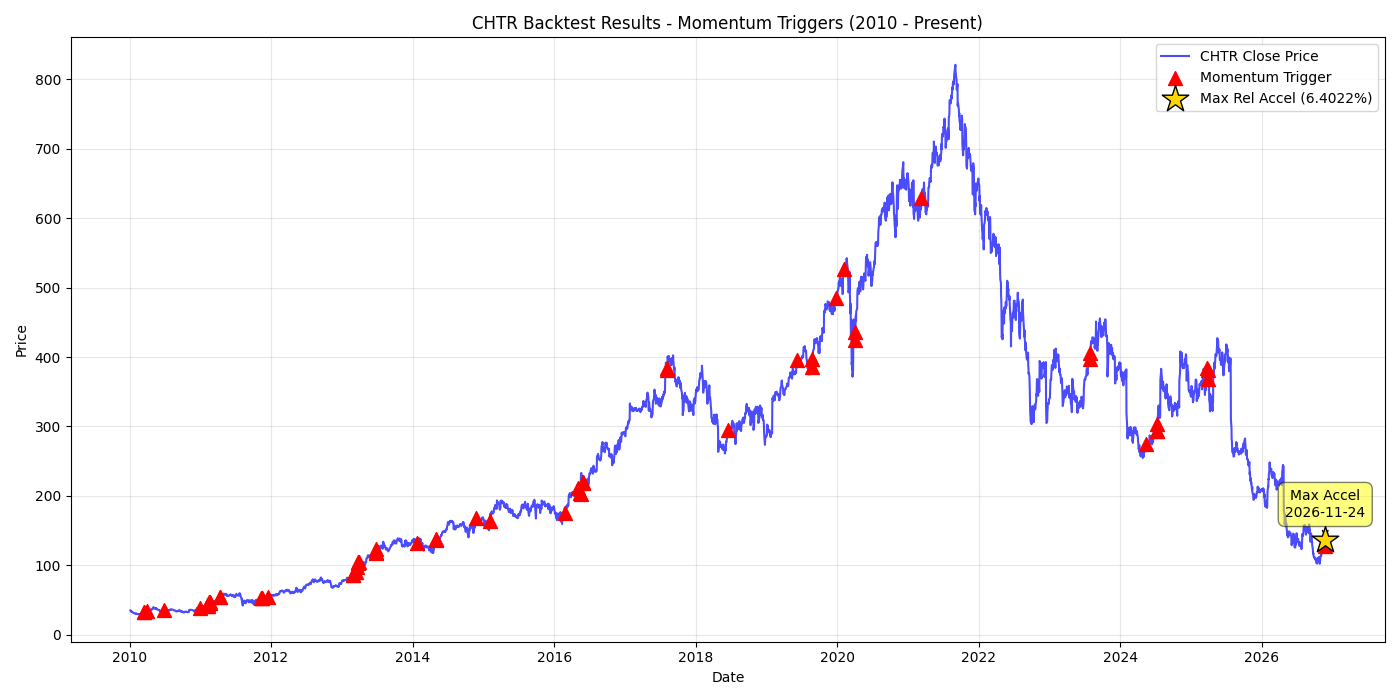 CHTR Backtest Results - Momentum Triggers (2010 - Present)
CHTR Close Price
Momentum Trigger
Max Rel Accel (6.4022%)
Price
800
700
600
500
400
300
200
100
0
Max Accel
2026-11-24
2010 2012 2014 2016 2018 2020 2022 2024 2026
Date